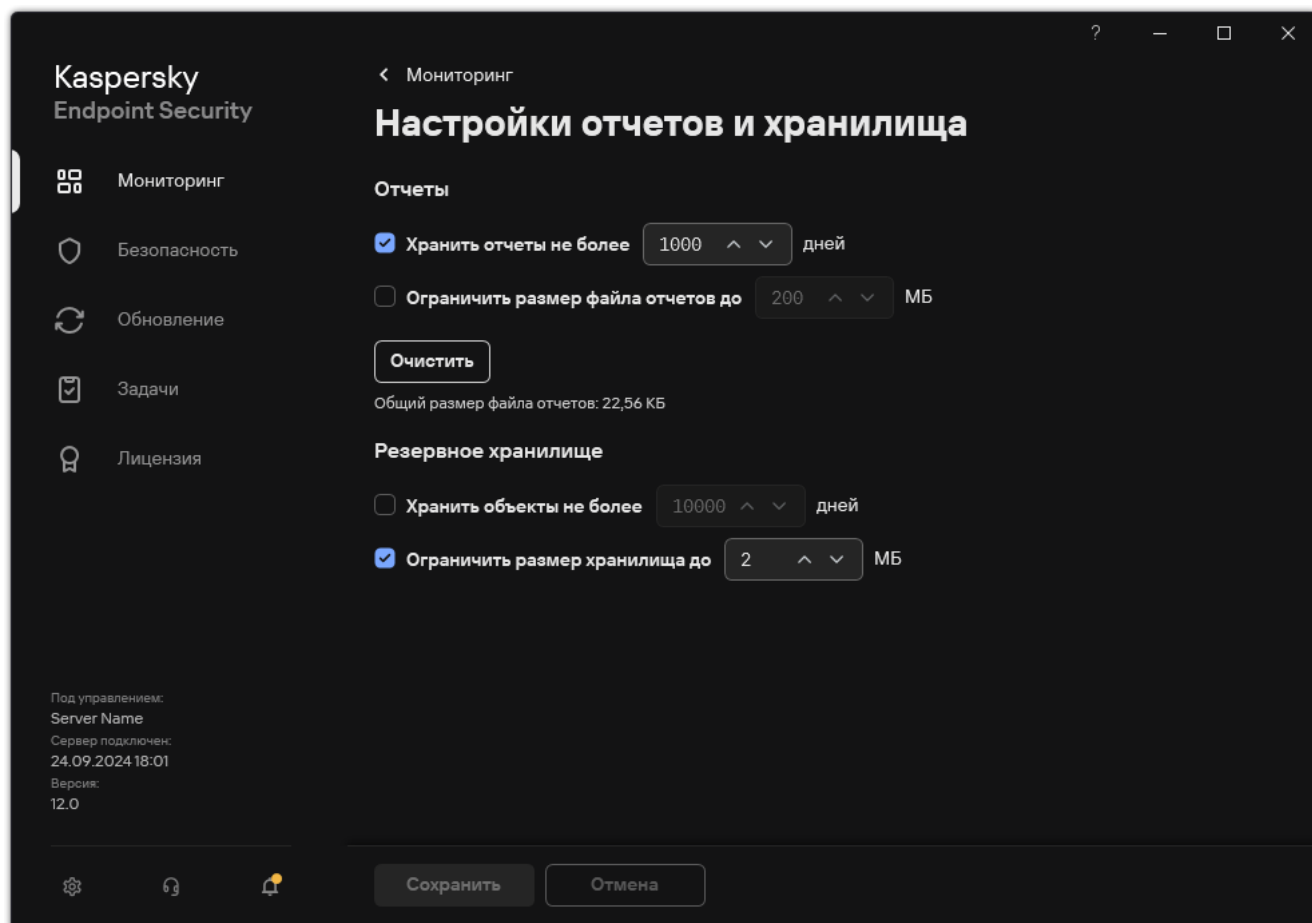 ?
Kaspersky
Endpoint Security
Мониторинг
Безопасность
Обновление
Задачи
Лицензия
Под управлением:
Server Name
Сервер подключен:
24.09.2024 18:01
Версия:
12.0
Мониторинг
Настройки отчетов и хранилища
Отчеты
Хранить отчеты не более 1000 дней
Ограничить размер файла отчетов до 200 МБ
Очистить
Общий размер файла отчетов: 22,56 КБ
Резервное хранилище
Хранить объекты не более 10000 дней
Ограничить размер хранилища до 2 МБ
Сохранить Отмена